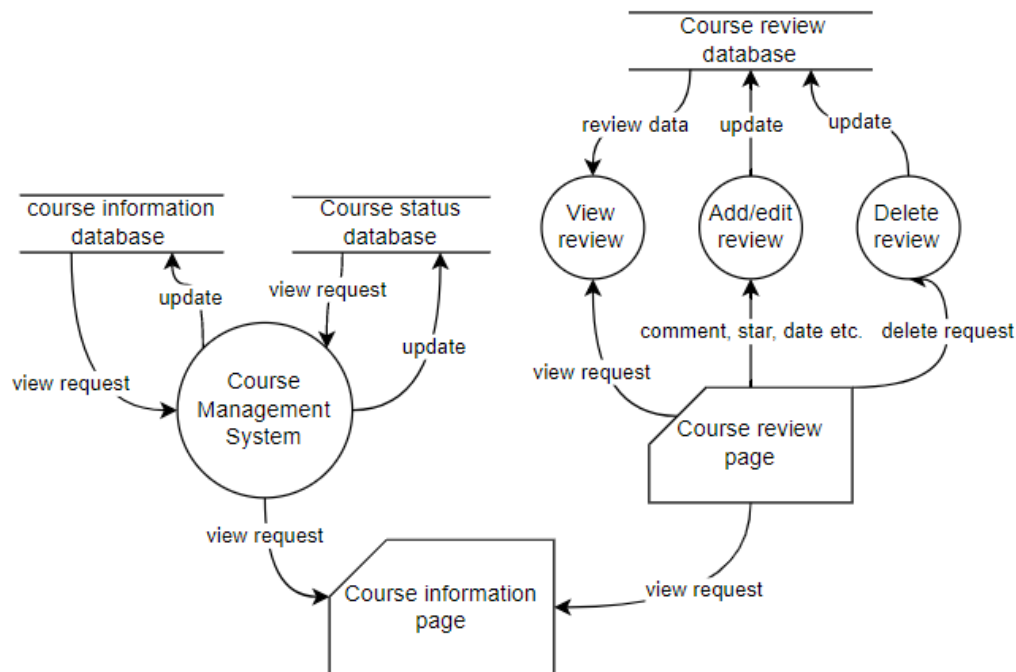 Course review
database
review data
update
update
course information
database
Course status
database
View
review
Add/edit
review
Delete
review
update
view request
view request
update
comment, star, date etc.
delete request
view request
Course
Management
System
Course review
page
view request
view request
Course information
page